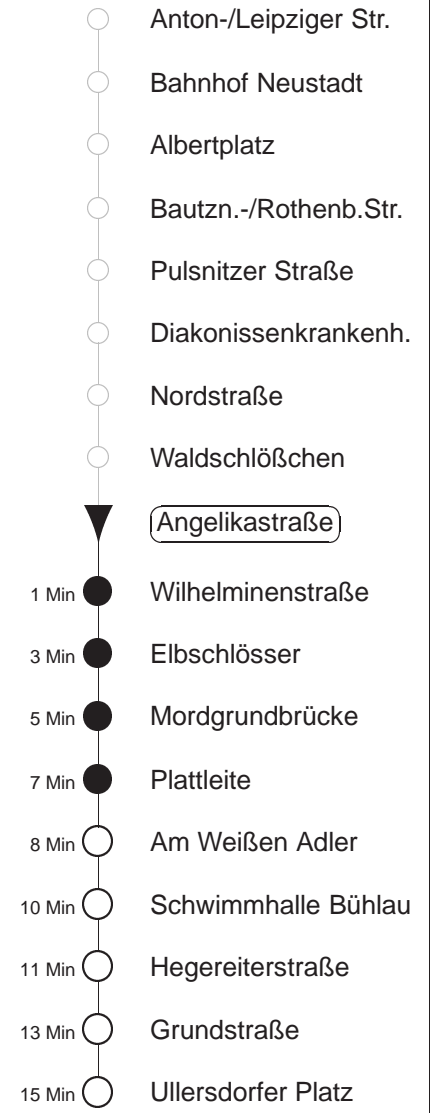 Anton-/Leipziger Str.
Bahnhof Neustadt
Albertplatz
Bautzn.-/Rothenb.Str.
Pulsnitzer Straße
Diakonissenkrankenh.
Nordstraße
Waldschlößchen
Angelikastraße
1 Min Wilhelminenstraße
3 Min Elbschlösser
5 Min Mordgrundbrücke
7 Min Plattleite
8 Min Am Weißen Adler
10 Min Schwimmhalle Bühlau
11 Min Hegereiterstraße
13 Min Grundstraße
15 Min Ullersdorfer Platz